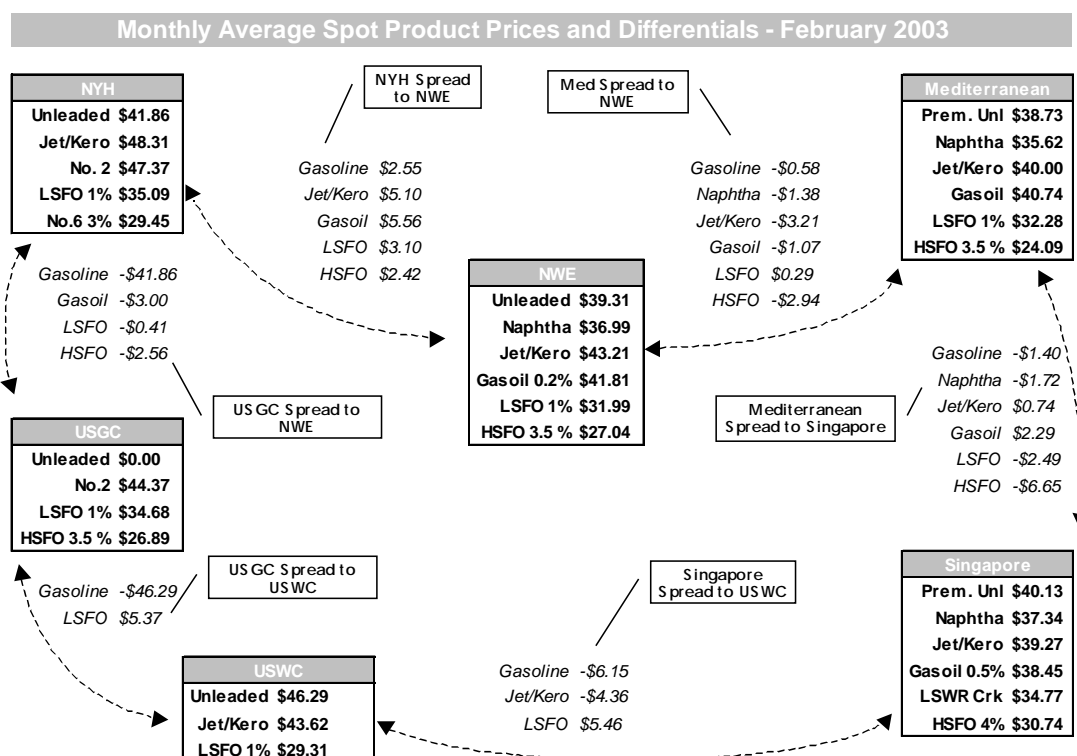 Monthly Average Spot Product Prices and Differentials - February 2003
NYH
Unleaded $41.86
Jet/Kero $48.31
No. 2 $47.37
LSFO 1% $35.09
No.6 3% $29.45
NYH Spread
to NWE
Gasoline $2.55
Jet/Kero $5.10
Gasoil $5.56
LSFO $3.10
HSFO $2.42
Med Spread to
NWE
Gasoline -$0.58
Naphtha -$1.38
Jet/Kero -$3.21
Gasoil -$1.07
LSFO $0.29
HSFO -$2.94
Mediterranean
Prem. Unl $38.73
Naphtha $35.62
Jet/Kero $40.00
Gasoil $40.74
LSFO 1% $32.28
HSFO 3.5 % $24.09
Gasoline -$41.86
Gasoil -$3.00
LSFO -$0.41
HSFO -$2.56
USGC Spread to
NWE
NWE
Unleaded $39.31
Naphtha $36.99
Jet/Kero $43.21
Gasoil 0.2% $41.81
LSFO 1% $31.99
HSFO 3.5 % $27.04
Mediterranean
Spread to Singapore
Gasoline -$1.40
Naphtha -$1.72
Jet/Kero $0.74
Gasoil $2.29
LSFO -$2.49
HSFO -$6.65
USGC
Unleaded $0.00
No.2 $44.37
LSFO 1% $34.68
HSFO 3.5 % $26.89
Gasoline -$46.29
LSFO $5.37
USGC Spread to
USWC
Singapore
Spread to USWC
Gasoline -$6.15
Jet/Kero -$4.36
LSFO $5.46
Singapore
Prem. Unl $40.13
Naphtha $37.34
Jet/Kero $39.27
Gasoil 0.5% $38.45
LSWR Crk $34.77
HSFO 4% $30.74
USWC
Unleaded $46.29
Jet/Kero $43.62
LSFO 1% $29.31